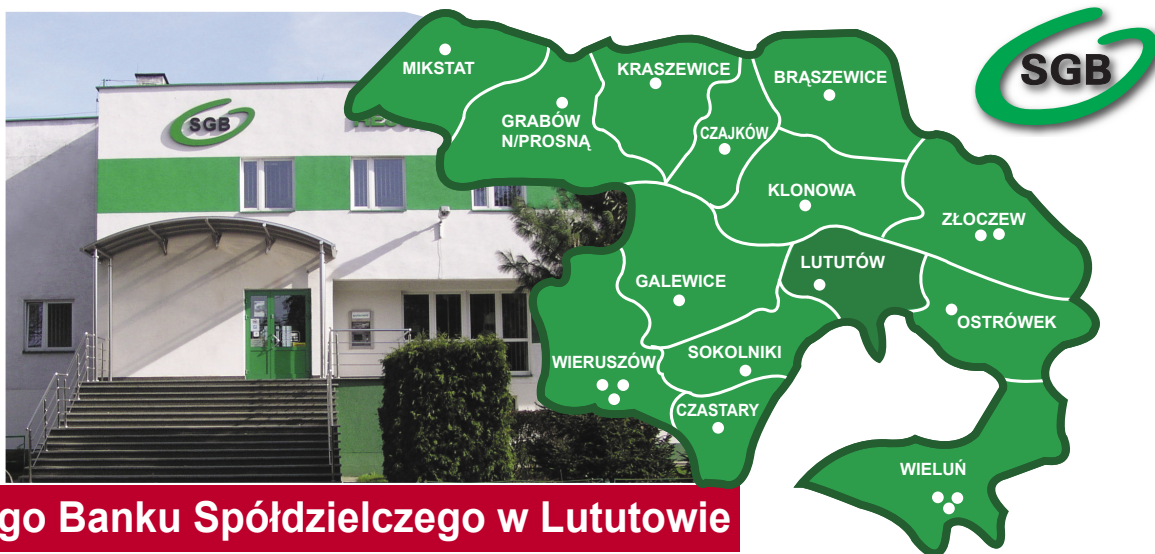 SGB
MIKSTAT
GRABÓW
N/PROSNĄ
KRASZEWICE
CZAJKÓW
BRĄSZEWICE
KLONOWA
ZŁOCZEW
LUTUTÓW
GALEWICE
OSTRÓWEK
SOKOLNIKI
WIERUSZÓW
CZASTARY
WIELUŃ
SGB
go Banku Spółdzielczego w Lututowie